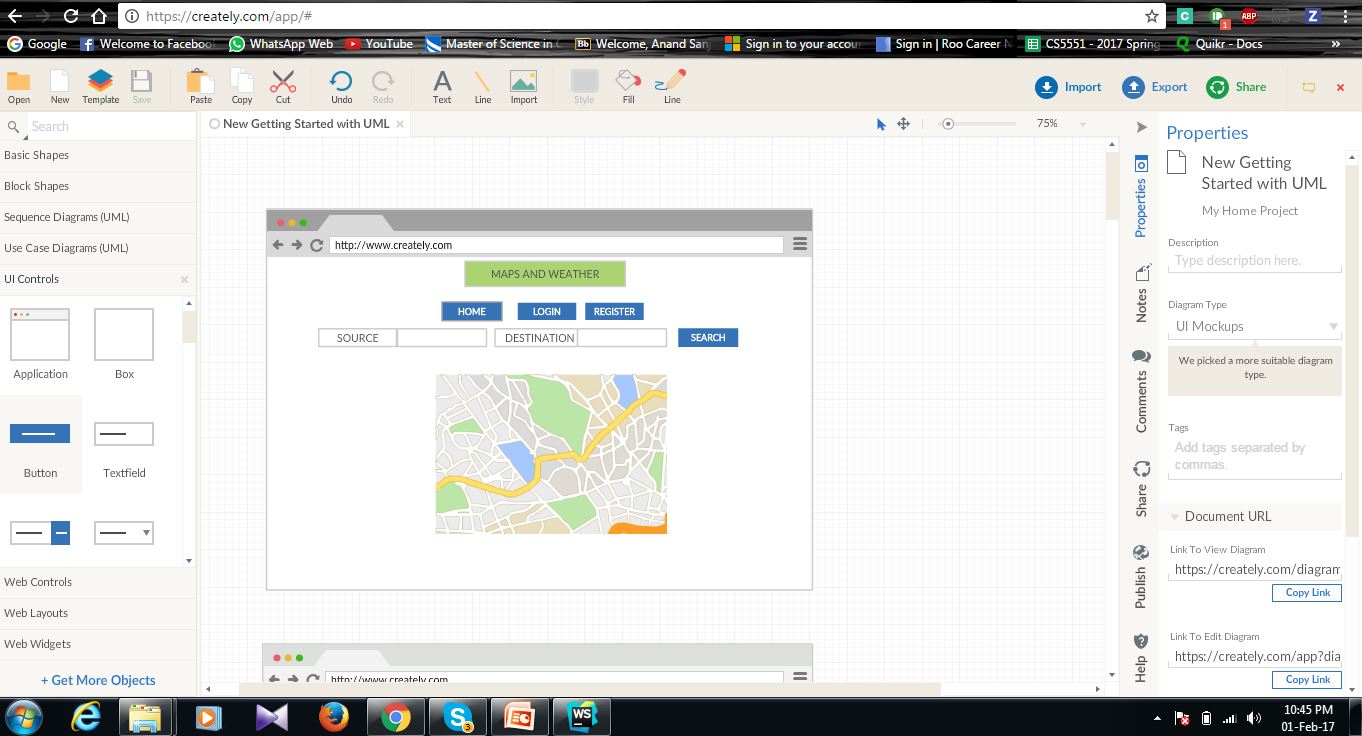 https://creately.com/app/#
1
ABP
Z
Google
Welcome to Faceboo
WhatsApp Web
YouTube
Master of Science in
Bb Welcome, Anand San
Sign in to your accou
Sign in | Roo Career
CS5551 - 2017 Spring
Quikr - Docs
»
Open
New
Template
Save
Paste
Copy
Cut
Undo
Redo
Text
Line
Import
Style
Fill
Line
Import
Export
Share
Search
New Getting Started with UML
75%
Basic Shapes
Block Shapes
Sequence Diagrams (UML)
Use Case Diagrams (UML)
UI Controls
Application
Box
Button
Textfield
Web Controls
Web Layouts
Web Widgets
+ Get More Objects
http://www.creately.com
MAPS AND WEATHER
HOME
LOGIN
REGISTER
SOURCE
DESTINATION
SEARCH
http://www.creately.com
Properties
Notes
Comments
Share
Publish
Help
Properties
New Getting
Started with UML
My Home Project
Description
Type description here.
Diagram Type
UI Mockups
We picked a more suitable diagram
type.
Tags
Add tags separated by
commas.
Document URL
Link To View Diagram
https://creately.com/diagram
Copy Link
Link To Edit Diagram
https://creately.com/app?dia
Copy Link
3
WS
10:45 PM
01-Feb-17